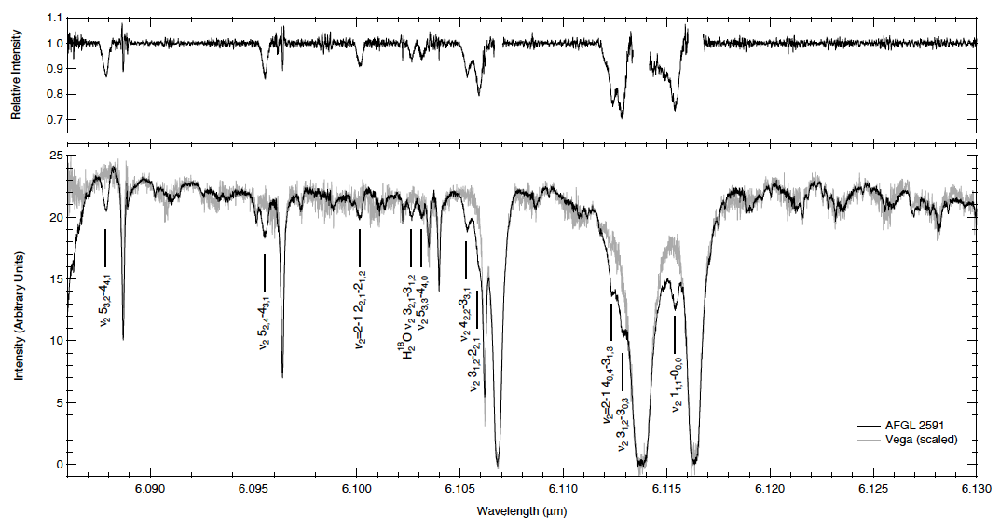 Relative Intensity
1.1
1.0
0.9
0.8
0.7
Intensity (Arbitrary Units)
25
20
15
10
5
0
ν₂ 5₃,₂-4₄,₁
ν₂ 5₂,₄-4₃,₁
ν₂=2-1 2₂,₁-2₁,₂
H₂¹⁸O ν₂ 3₂,₁-3₁,₂
ν₂ 5₃,₃-4₄,₀
ν₂ 4₂,₂-3₃,₁
ν₂ 3₁,₂-2₂,₁
ν₂=2-1 4₀,₄-3₁,₃
ν₂ 3₁,₂-3₀,₃
ν₂ 1₁,₁-0₀,₀
AFGL 2591
Vega (scaled)
6.090 6.095 6.100 6.105 6.110 6.115 6.120 6.125 6.130
Wavelength (μm)